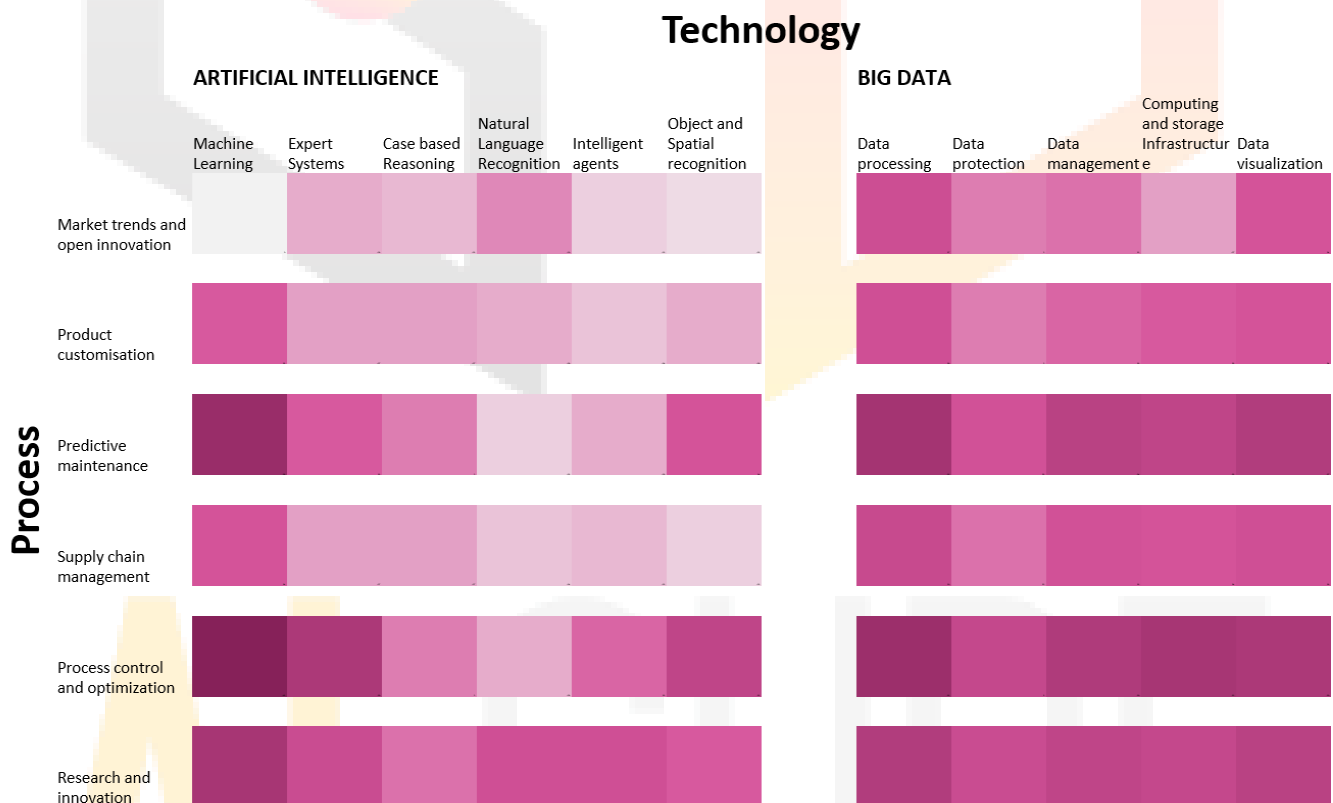 Technology
ARTIFICIAL INTELLIGENCE
BIG DATA
Machine
Learning
Expert
Systems
Case based
Reasoning
Natural
Language
Recognition
Intelligent
agents
Object and
Spatial
recognition
Data
processing
Data
protection
Data
management
Computing
and storage
Infrastructur
e
Data
visualization
Process
Market trends and
open innovation
Product
customisation
Predictive
maintenance
Supply chain
management
Process control
and optimization
Research and
innovation